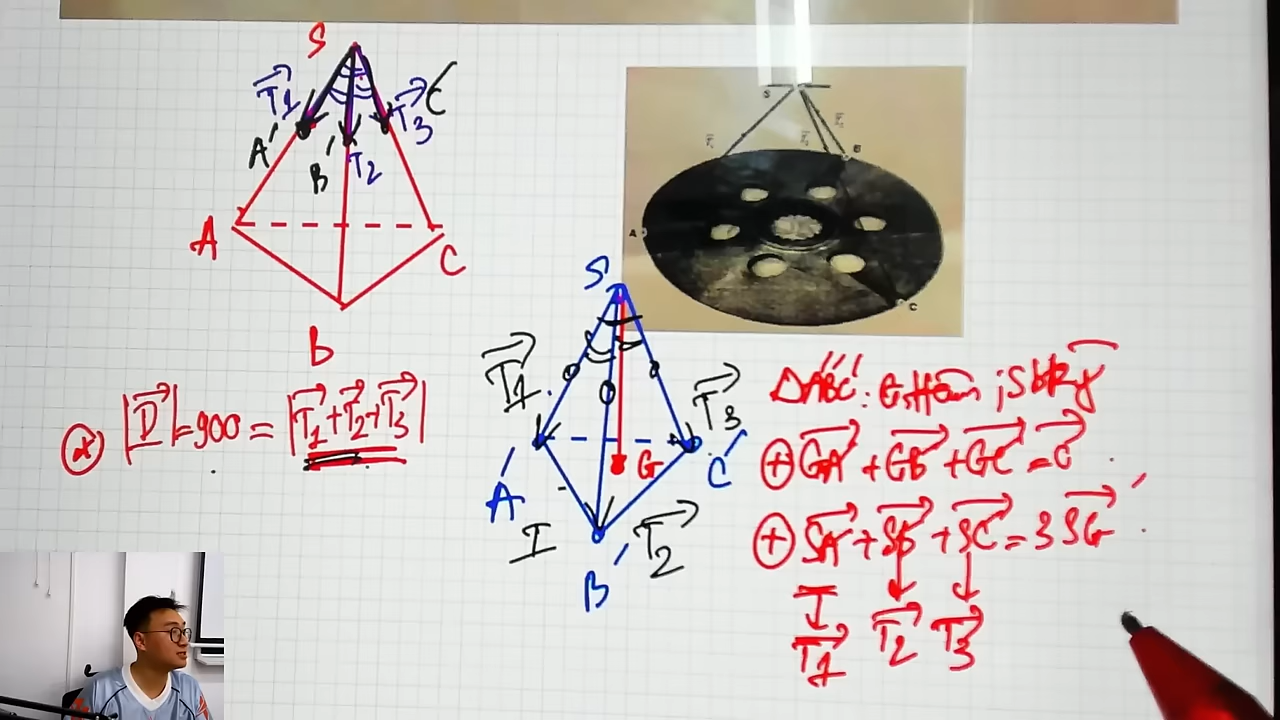 S
T₁ T₃ C'
A' B' T₂
A C
B
|P| = 900 = |T₁ + T₂ + T₃|
S
A
B
C
S
T₁ T₃
G
A' C'
I T₂
B'
ΔA'B'C':
⊕ GA + GB + GC = 0
⊕ SA + SB + SC = 3SG
T₁ T₂ T₃